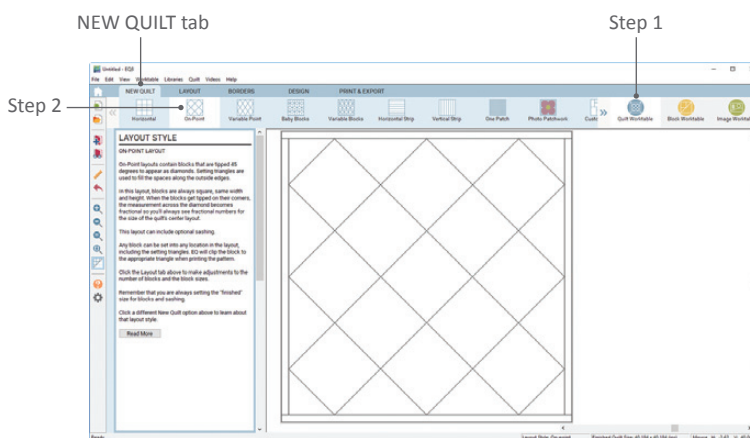 NEW QUILT tab
Step 1
Untitled - EQ8
File Edit View Worktable Libraries Quilt Videos Help
NEW QUILT LAYOUT BORDERS DESIGN PRINT & EXPORT
Step 2
Horizontal On-Point Variable Point Baby Blocks Variable Blocks Horizontal Strip Vertical Strip One Patch Photo Patchwork Quilt Worktable Block Worktable
LAYOUT STYLE
ON-POINT LAYOUT
On-Point layouts contain blocks that are tipped 45
degrees to appear as diamonds. Setting triangles are
used to fill the spaces along the outside edges.
In this layout, blocks are always square, same width
and height. When the blocks get tipped on their corners,
the measurement across the diamond becomes
fractional so you'll always see fractional numbers for
the size of the quilt's center layout.
This layout can include optional sashing.
Any block can be set into any location in the layout,
including the setting triangles. EQ will clip the block to
the appropriate triangle when printing the pattern.
Click the Layout tab above to make adjustments to the
number of blocks and the block sizes.
Remember that you are always setting the "finished"
size for blocks and sashing.
Click a different New Quilt option above to learn about
that layout style.
Read More